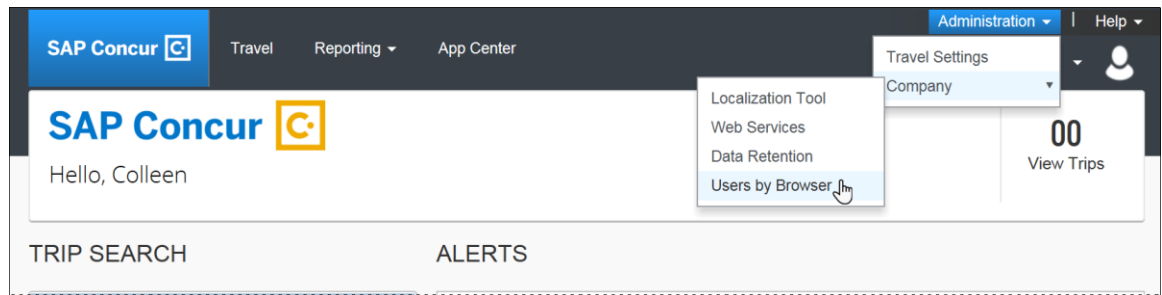 Administration | Help
SAP Concur C Travel Reporting App Center
Travel Settings
Company
Localization Tool
Web Services
Data Retention
Users by Browser
SAP Concur C
Hello, Colleen
00
View Trips
TRIP SEARCH
ALERTS